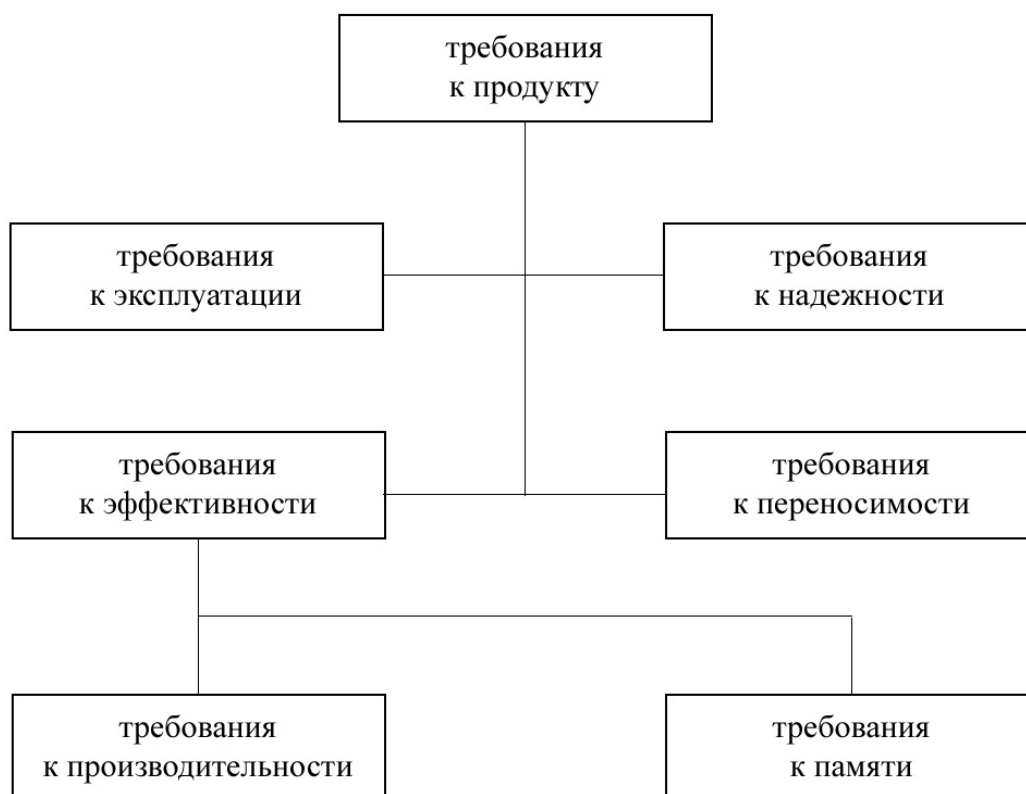 требования
к продукту
требования
к эксплуатации
требования
к надежности
требования
к эффективности
требования
к переносимости
требования
к производительности
требования
к памяти